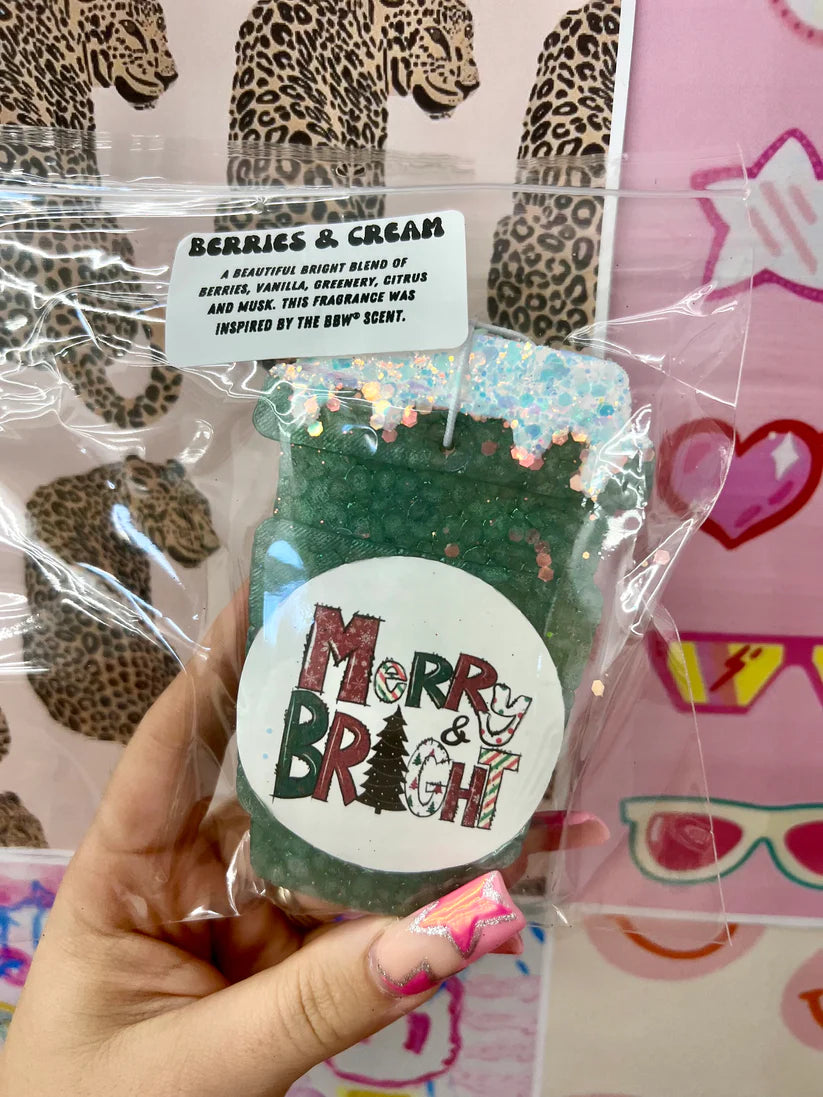 BERRIES & CREAM
A BEAUTIFUL BRIGHT BLEND OF
BERRIES, VANILLA, GREENERY, CITRUS
AND MUSK. THIS FRAGRANCE WAS
INSPIRED BY THE BBW® SCENT.
MeRRY
&
BRIGHT